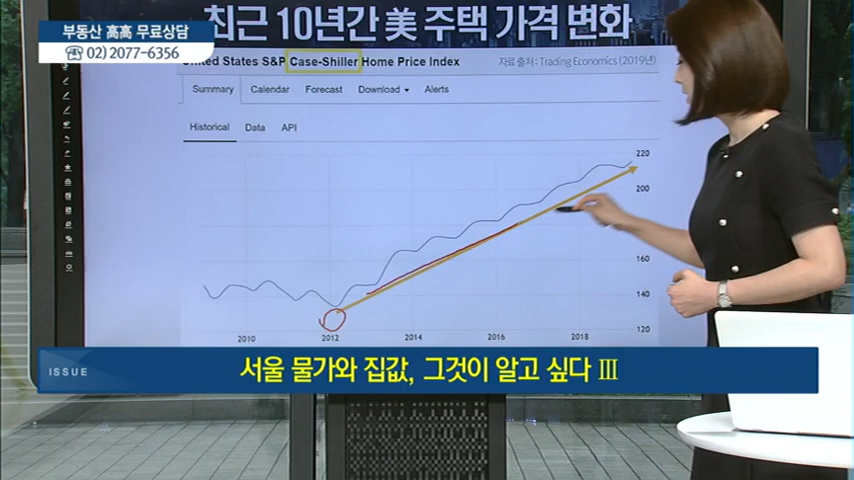 최근 10년간 美 주택 가격 변화
부동산 高高 무료상담
☎ 02) 2077-6356
United States S&P Case-Shiller Home Price Index
자료출처 : Trading Economics (2019년)
Summary Calendar Forecast Download Alerts
Historical Data API
220
200
160
140
120
2010 2012 2014 2016 2018
ISSUE
서울 물가와 집값, 그것이 알고 싶다 Ⅲ